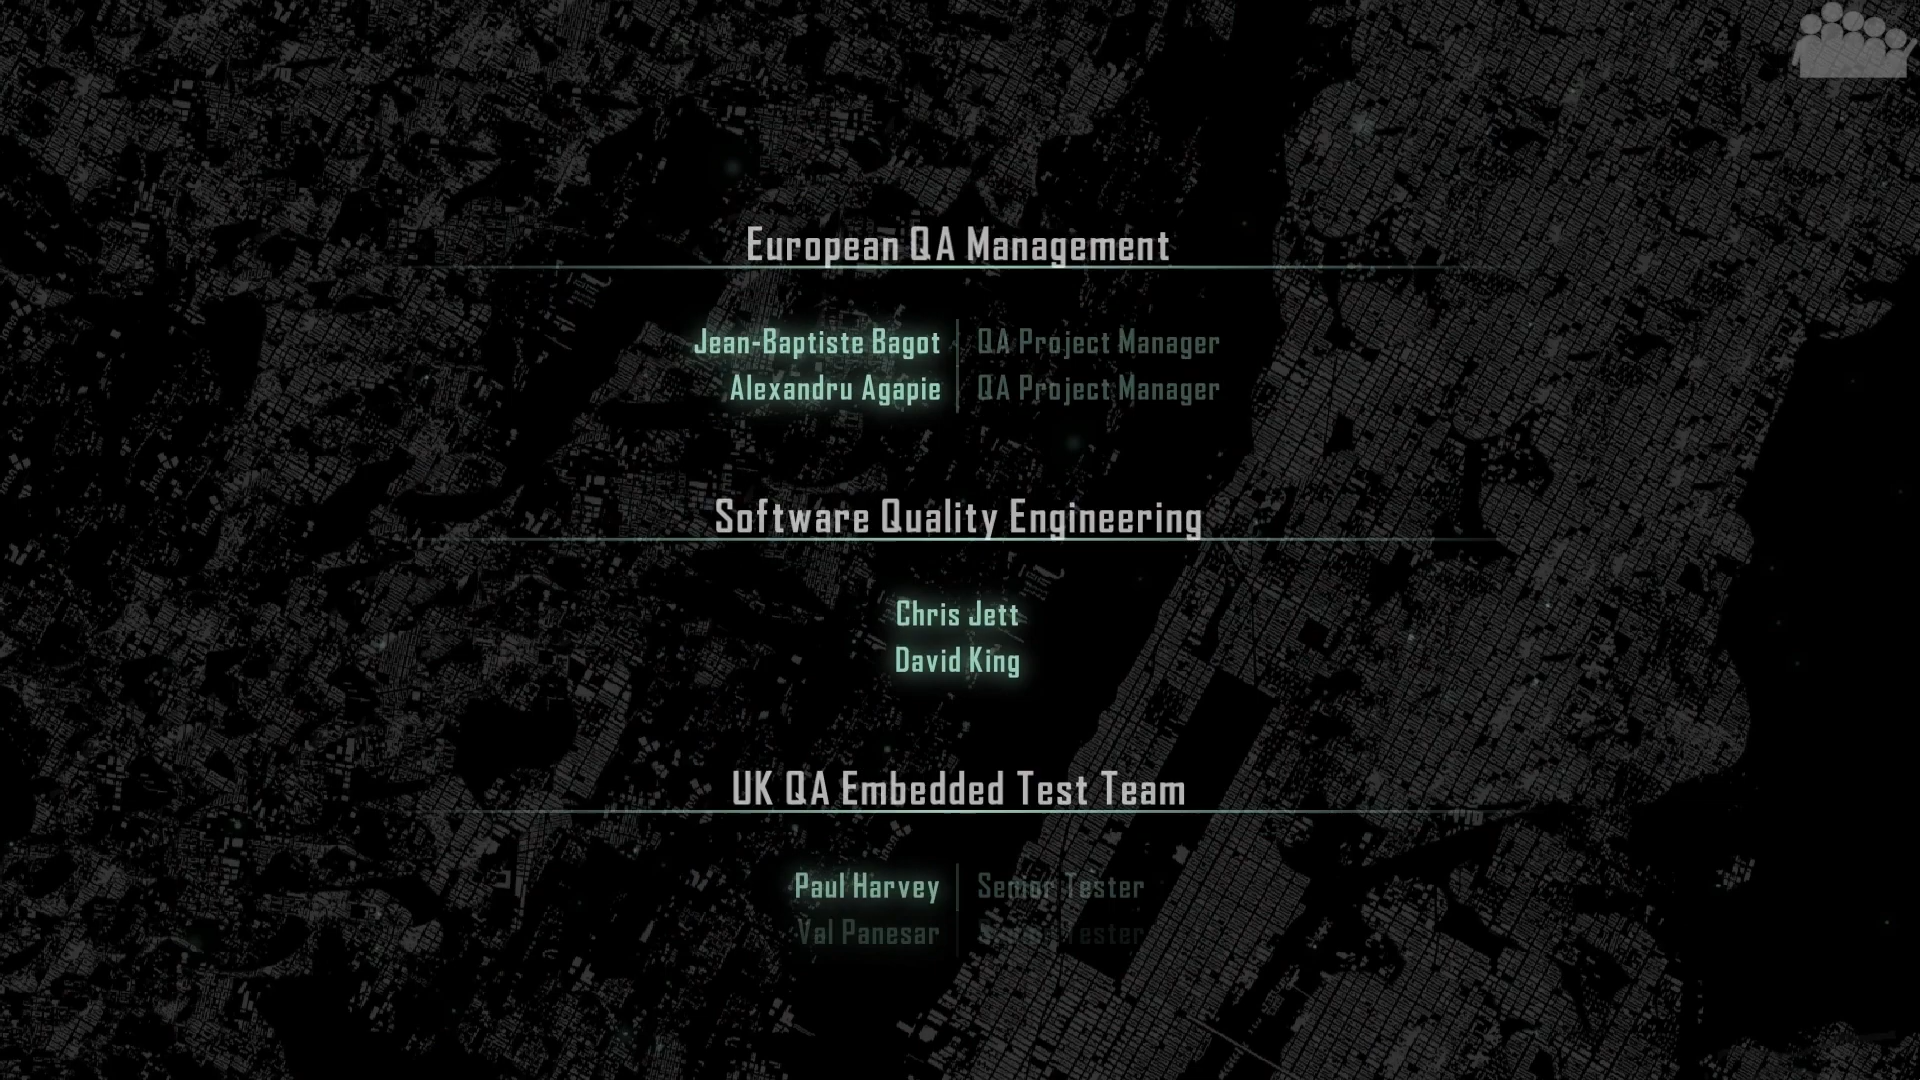 European QA Management
Jean-Baptiste Bagot QA Project Manager
Alexandru Agapie QA Project Manager
Software Quality Engineering
Chris Jett
David King
UK QA Embedded Test Team
Paul Harvey Senior Tester
Val Panesar Tester